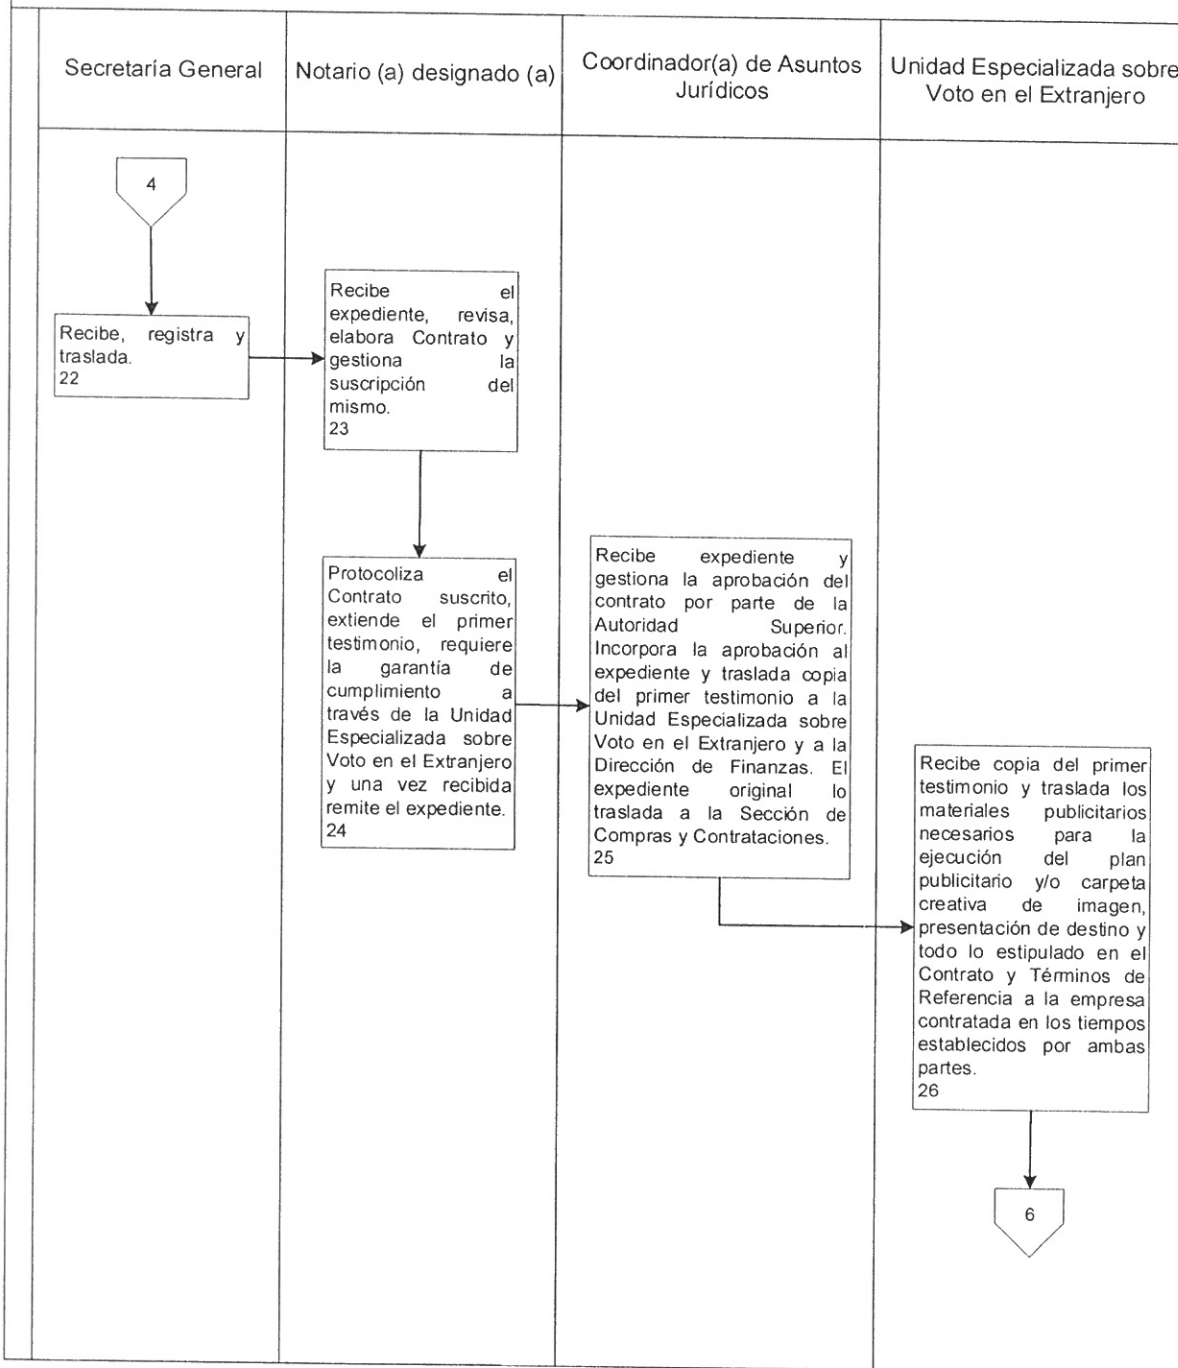 Secretaría General
Notario (a) designado (a)
Coordinador(a) de Asuntos
Jurídicos
Unidad Especializada sobre
Voto en el Extranjero
4
Recibe, registra y
traslada.
22
Recibe el
expediente, revisa,
elabora Contrato y
gestiona la
suscripción del
mismo.
23
Protocoliza el
Contrato suscrito,
extiende el primer
testimonio, requiere
la garantía de
cumplimiento a
través de la Unidad
Especializada sobre
Voto en el Extranjero
y una vez recibida
remite el expediente.
24
Recibe expediente y
gestiona la aprobación del
contrato por parte de la
Autoridad Superior.
Incorpora la aprobación al
expediente y traslada copia
del primer testimonio a la
Unidad Especializada sobre
Voto en el Extranjero y a la
Dirección de Finanzas. El
expediente original lo
traslada a la Sección de
Compras y Contrataciones.
25
Recibe copia del primer
testimonio y traslada los
materiales publicitarios
necesarios para la
ejecución del plan
publicitario y/o carpeta
creativa de imagen,
presentación de destino y
todo lo estipulado en el
Contrato y Términos de
Referencia a la empresa
contratada en los tiempos
establecidos por ambas
partes.
26
6